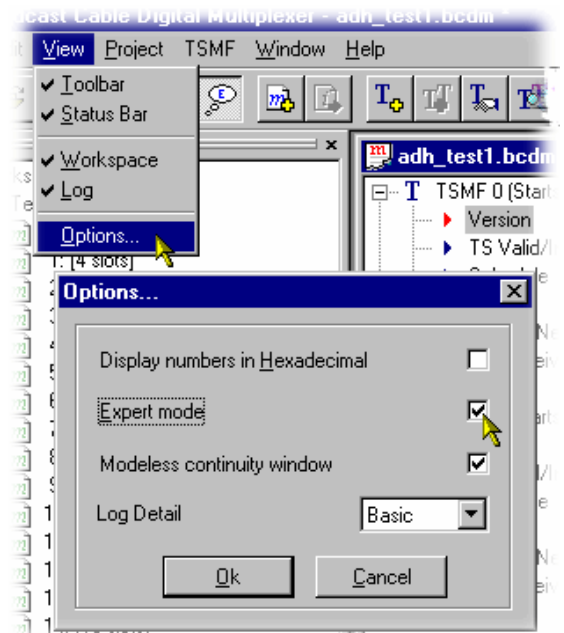 dcast Cable Digital Multiplexer - adh_test1.bcdm *
View Project TSMF Window Help
Toolbar
Status Bar
Workspace
Log
Options...
adh_test1.bcdm
T TSMF 0 (Start
Version
TS Valid/
1: [4 slots]
Options...
Display numbers in Hexadecimal
Expert mode
Modeless continuity window
Log Detail
Basic
Ok
Cancel